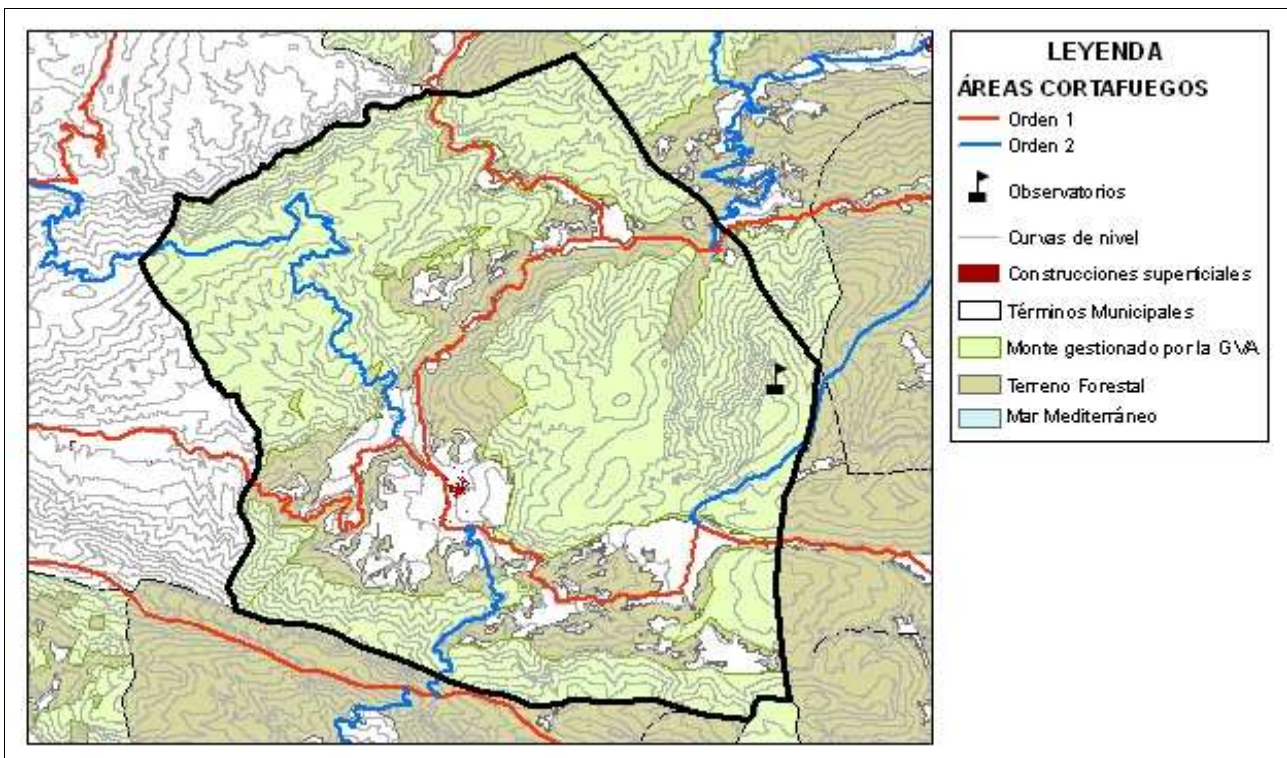 LEYENDA
ÁREAS CORTAFUEGOS
Orden 1
Orden 2
Observatorios
Curvas de nivel
Construcciones superficiales
Términos Municipales
Monte gestionado por la GVA
Terreno Forestal
Mar Mediterráneo